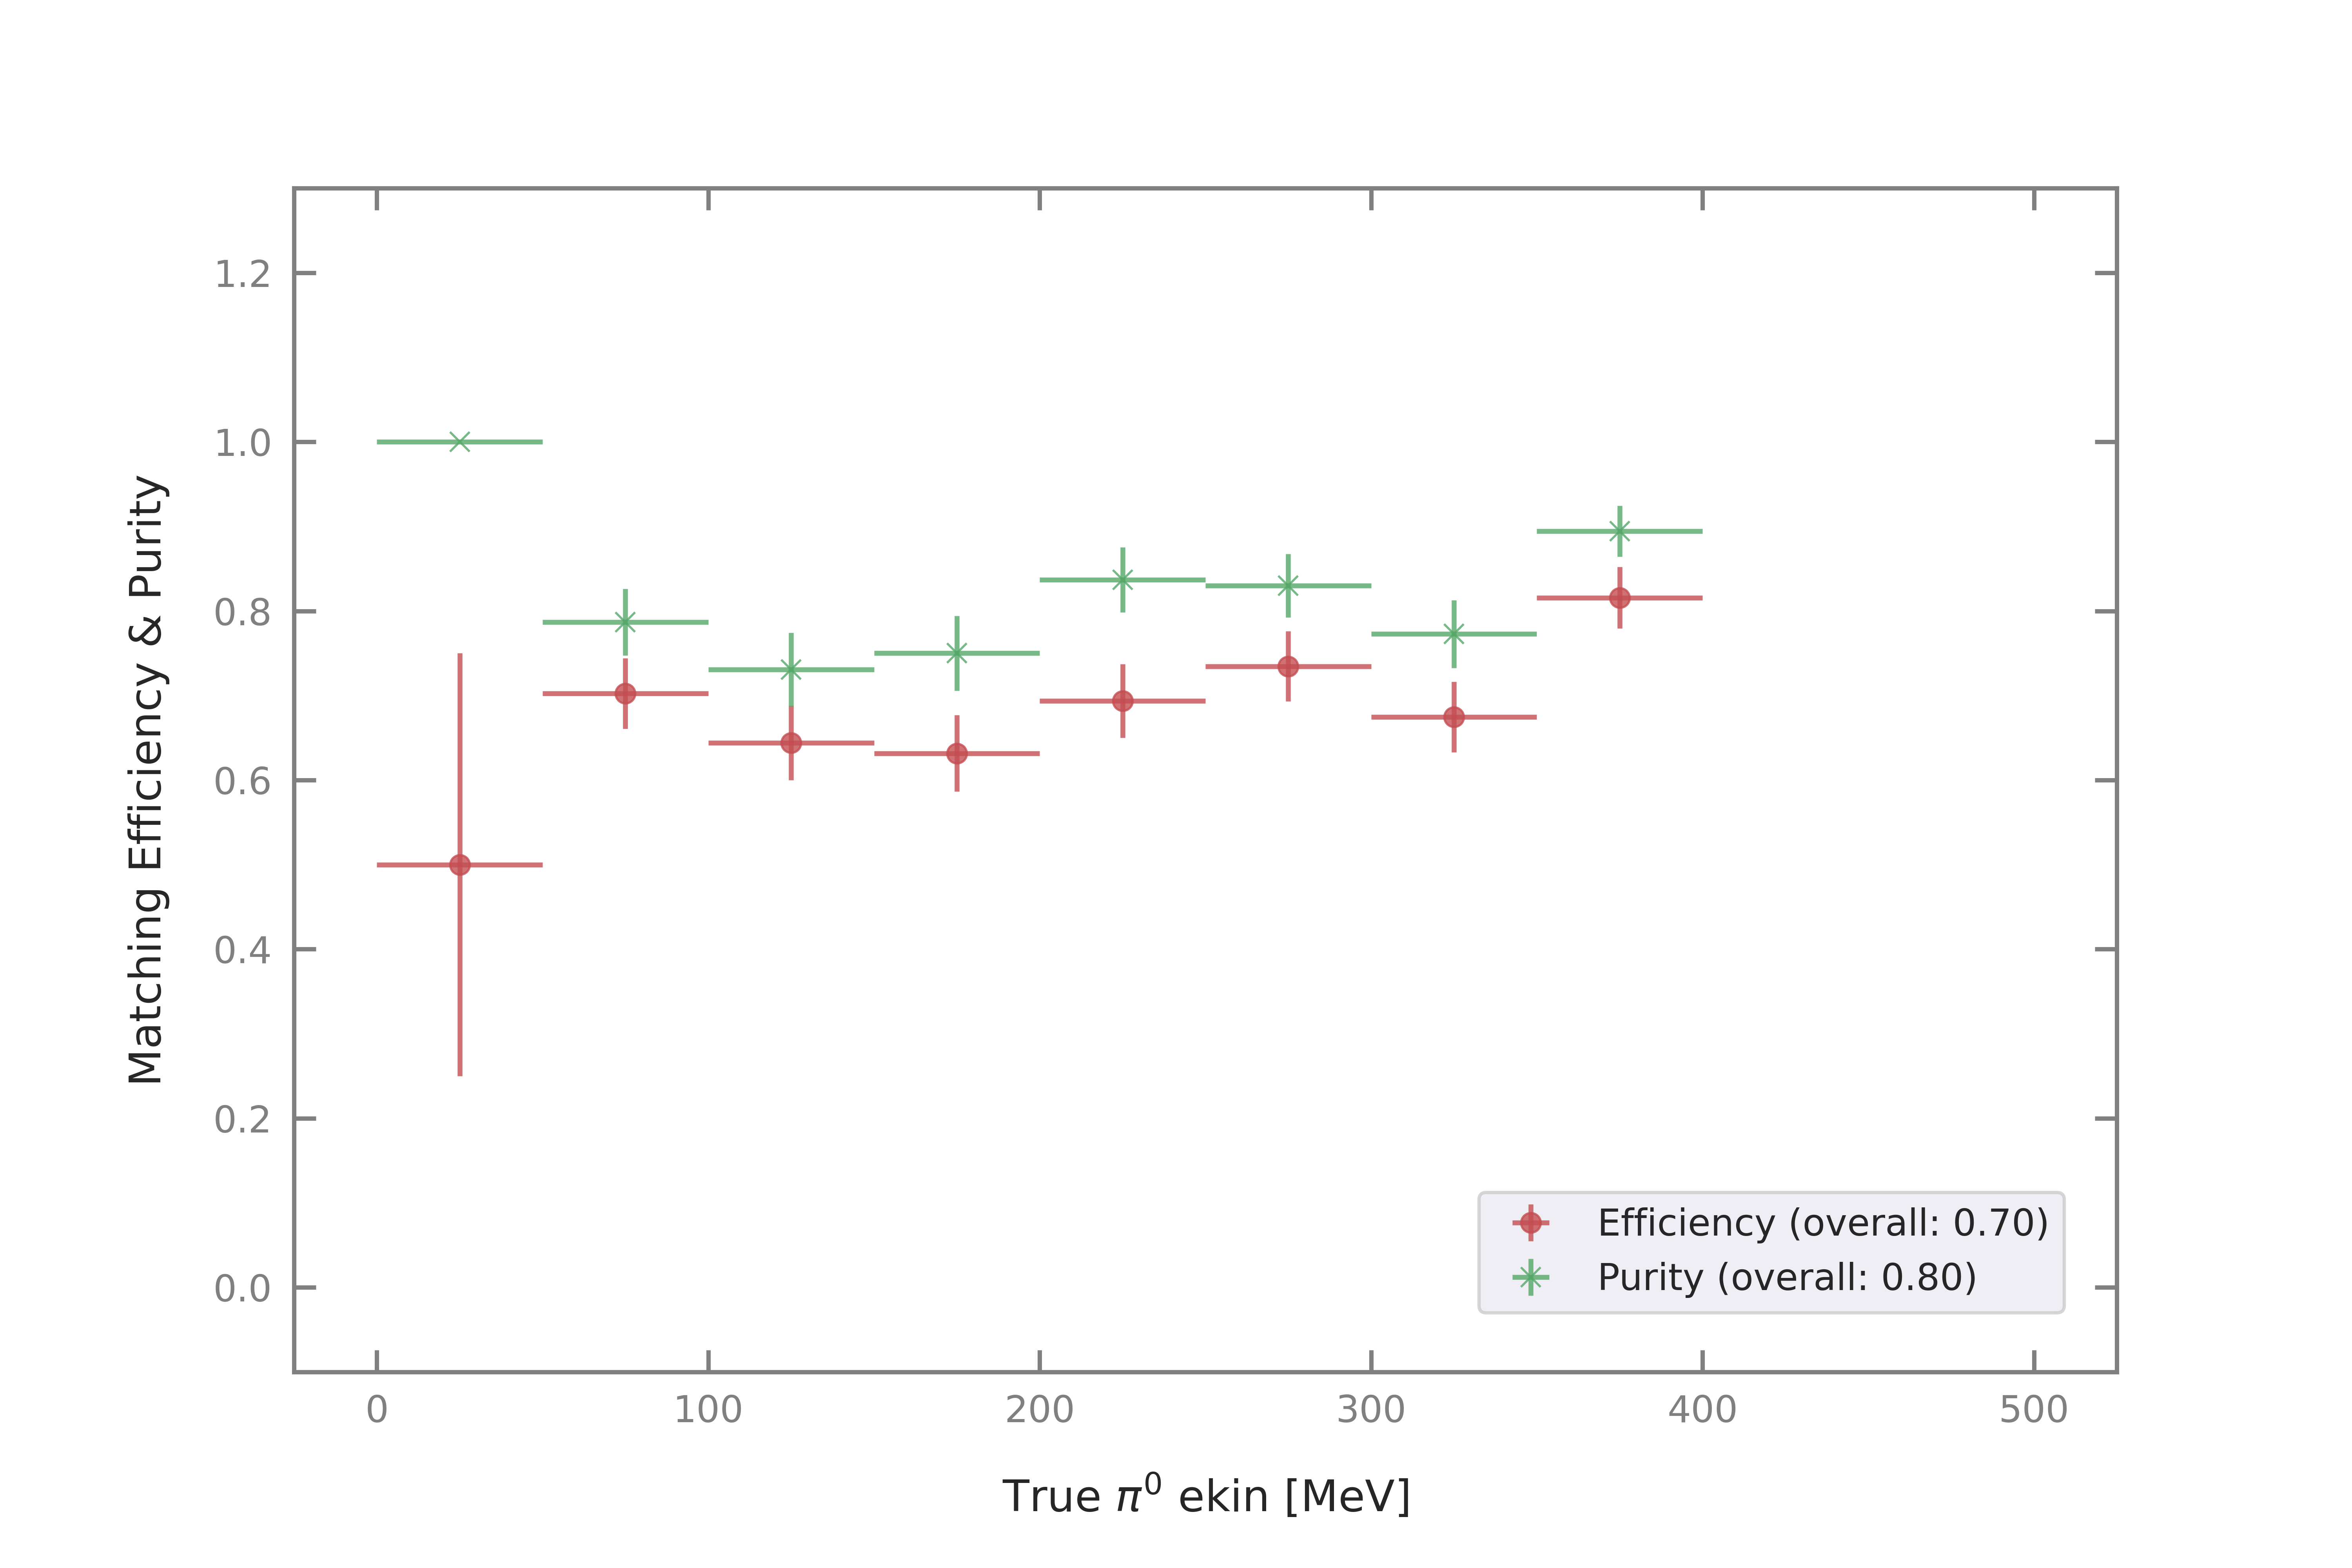 Matching Efficiency & Purity
1.2
1.0
0.8
0.6
0.4
0.2
0.0
Efficiency (overall: 0.70)
Purity (overall: 0.80)
0 100 200 300 400 500
True π⁰ ekin [MeV]